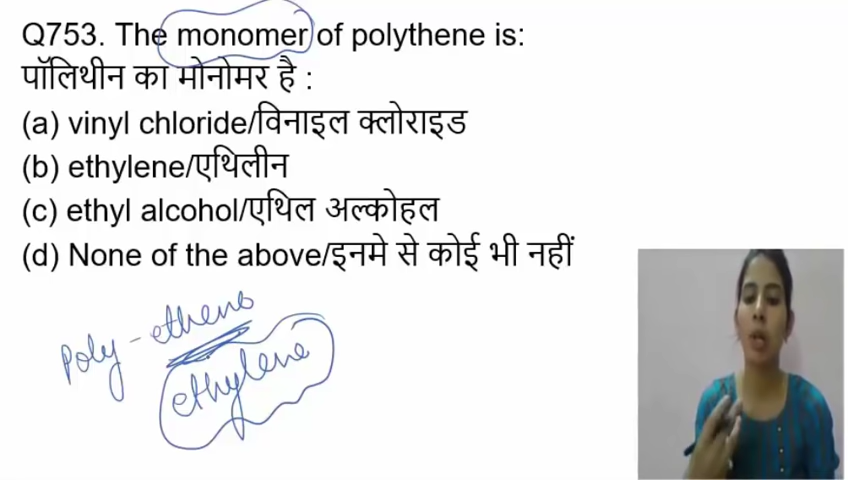 Q753. The monomer of polythene is:
पॉलिथीन का मोनोमर है :
(a) vinyl chloride/विनाइल क्लोराइड
(b) ethylene/एथिलीन
(c) ethyl alcohol/एथिल अल्कोहल
(d) None of the above/इनमे से कोई भी नहीं
Poly-ethene
ethylene